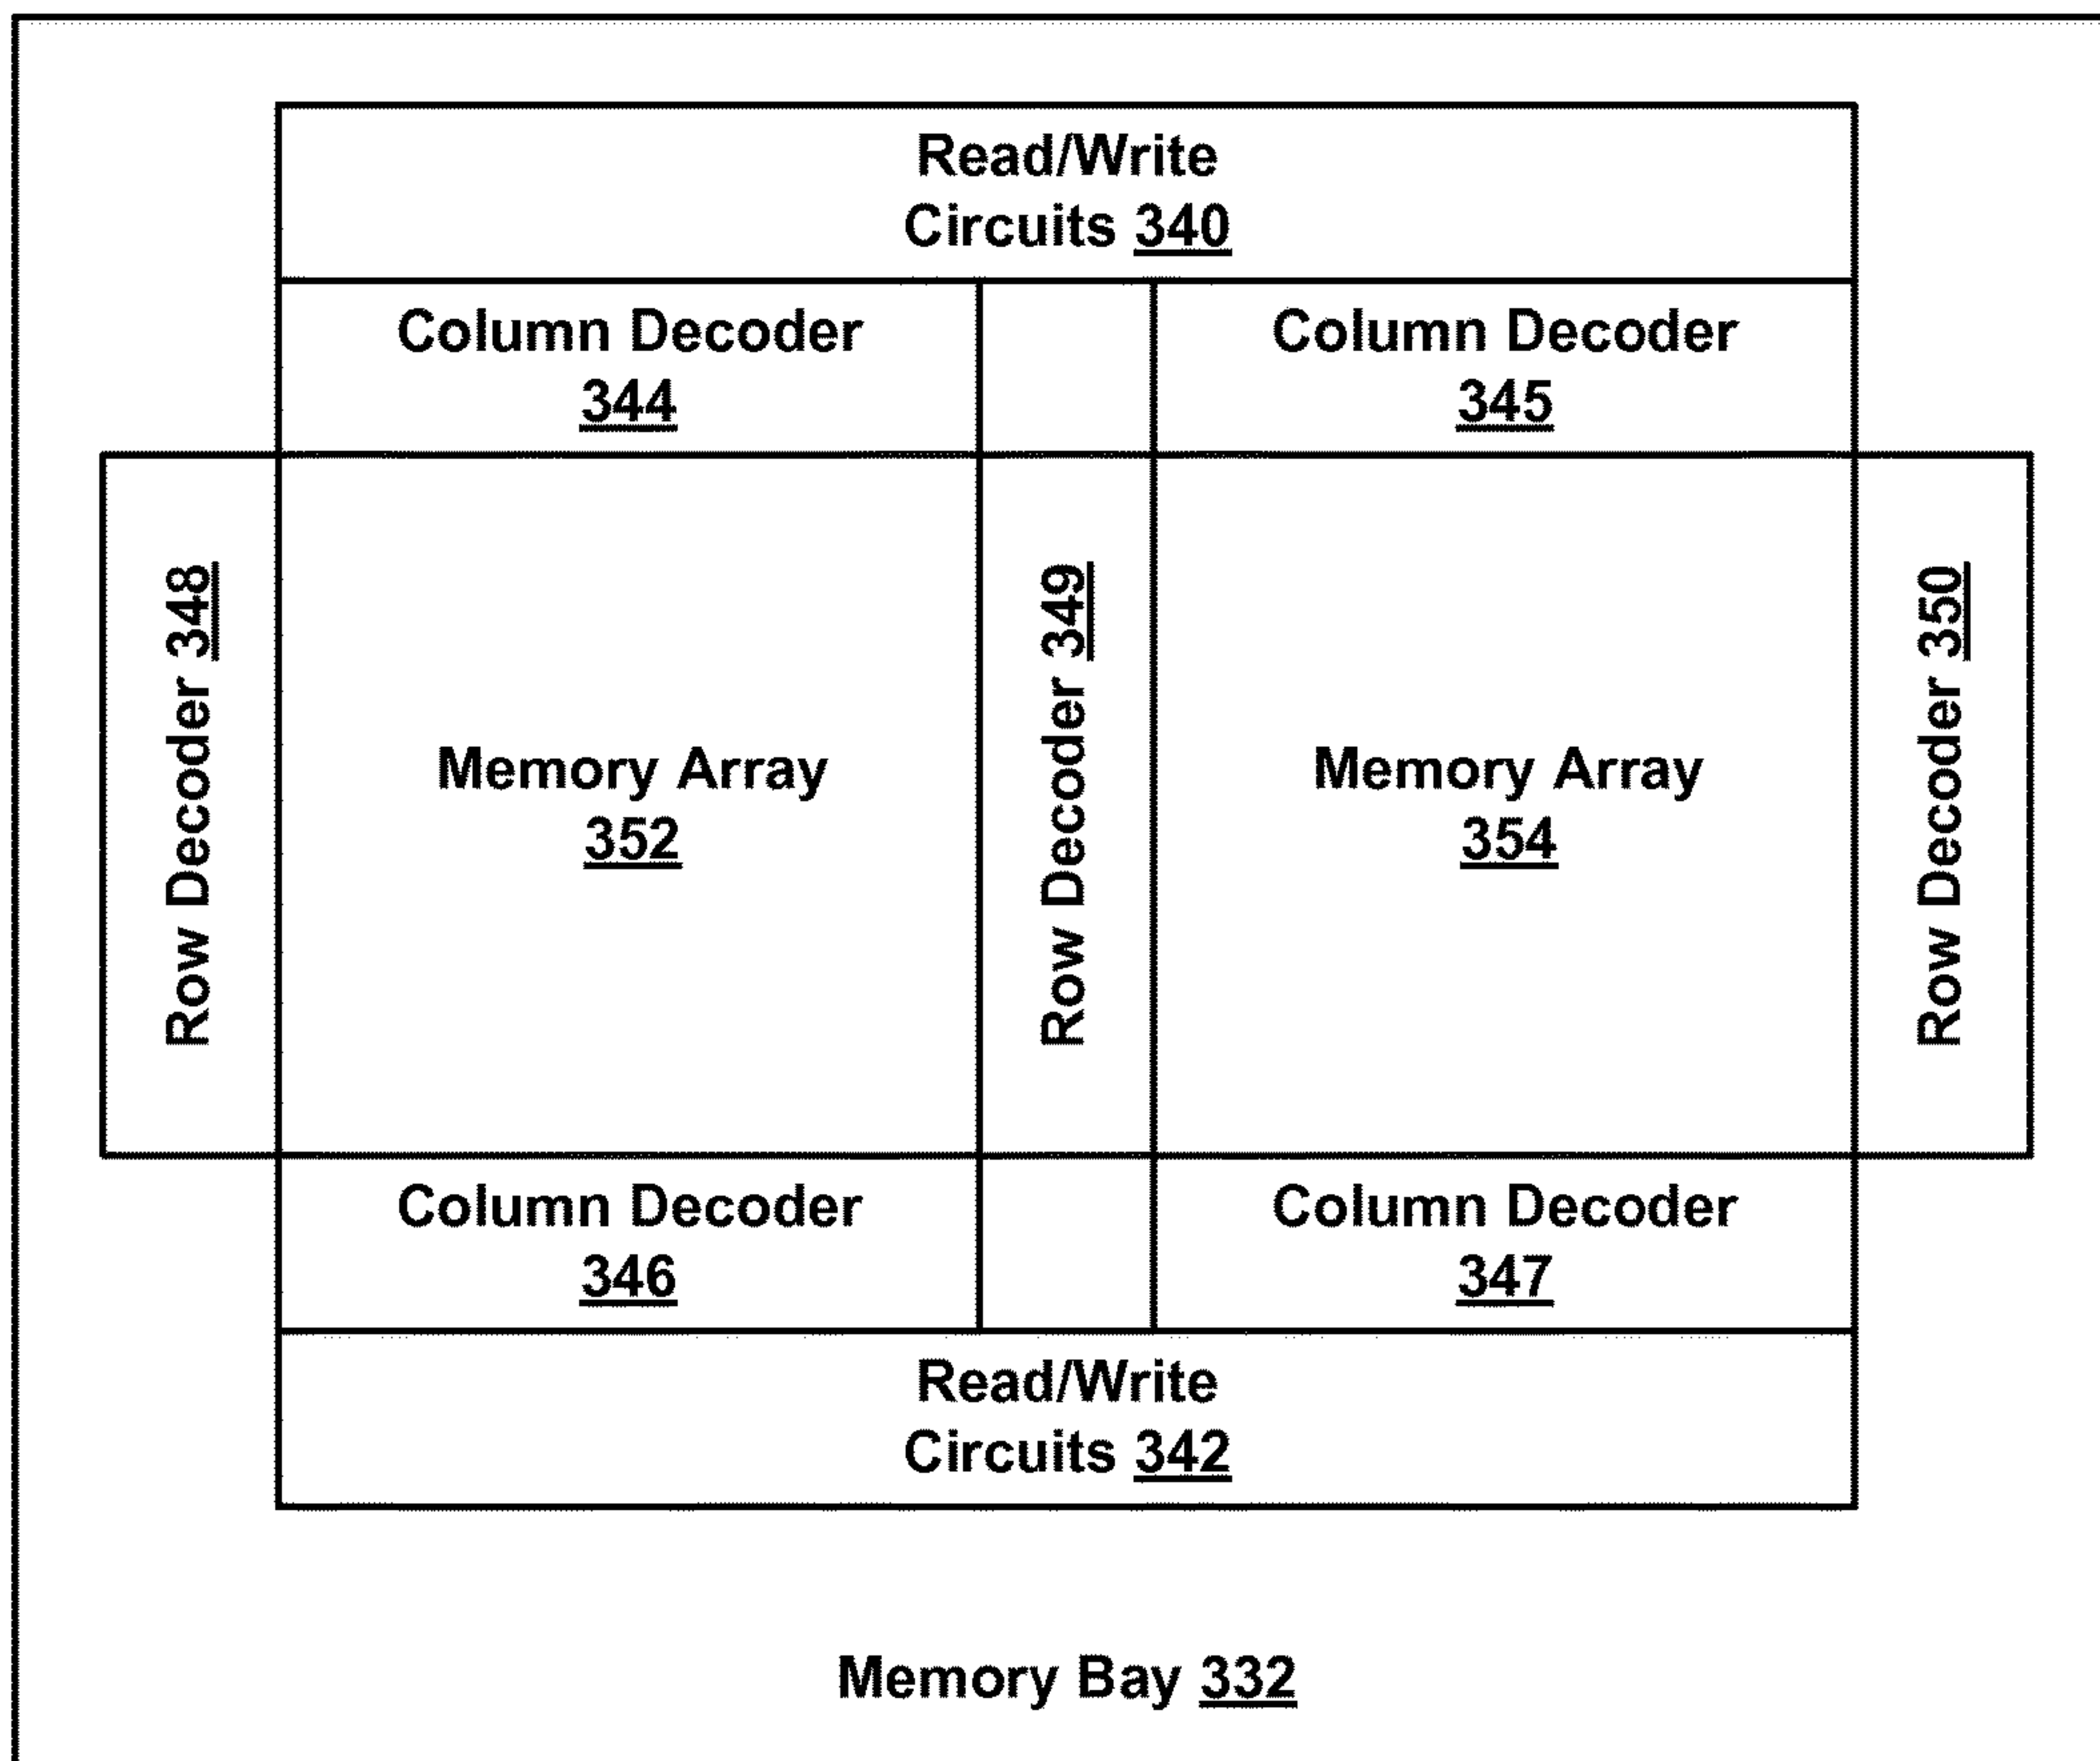 Read/Write
Circuits 340
Column Decoder
344
Column Decoder
345
Row Decoder 348
Memory Array
352
Row Decoder 349
Memory Array
354
Row Decoder 350
Column Decoder
346
Column Decoder
347
Read/Write
Circuits 342
Memory Bay 332